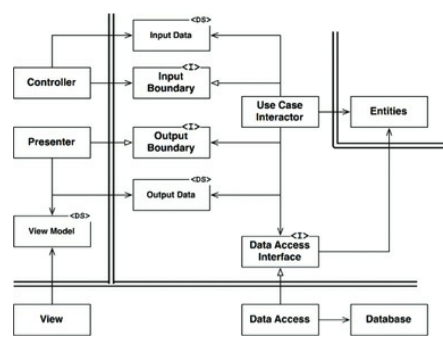 <DS>
Input Data
<I>
Controller
Input
Boundary
Use Case
Interactor
Entities
<I>
Presenter
Output
Boundary
<DS>
Output Data
<DS>
View Model
<I>
Data Access
Interface
View
Data Access
Database